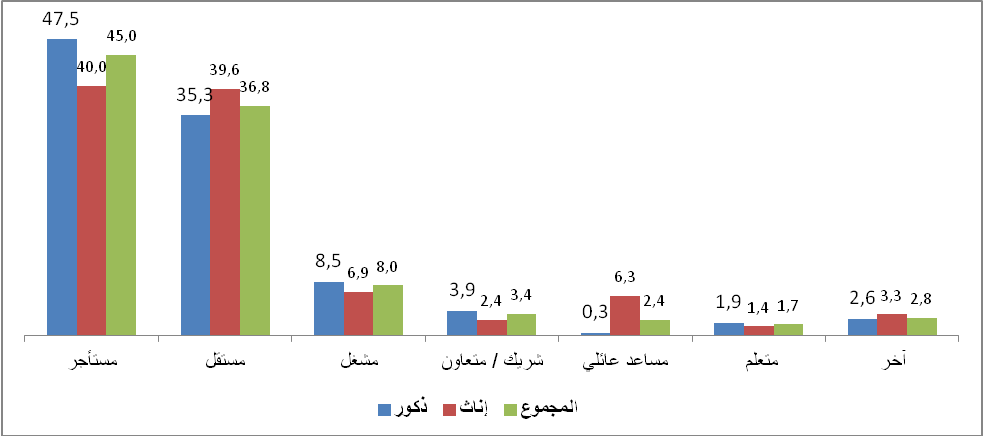 47,5 40,0 45,0
35,3 39,6 36,8
8,5 6,9 8,0
3,9 2,4 3,4
0,3 6,3 2,4
1,9 1,4 1,7
2,6 3,3 2,8
مستأجر مستقل مشغل شريك / متعاون مساعد عائلي متعلم آخر
ذكور إناث المجموع